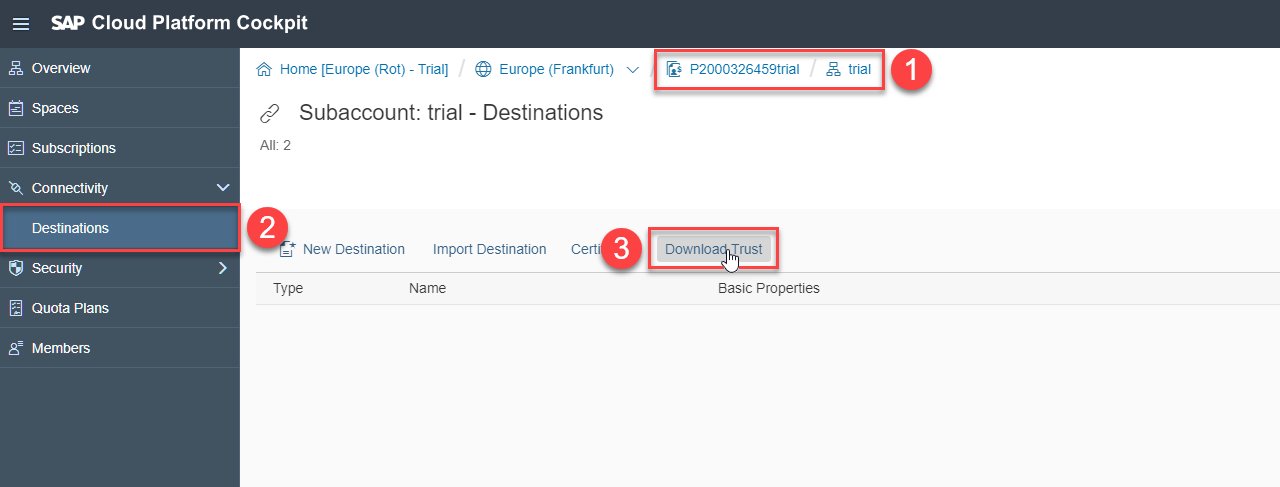 SAP Cloud Platform Cockpit
Overview
Spaces
Subscriptions
Connectivity
Destinations
Security
Quota Plans
Members
Home [Europe (Rot) - Trial] / Europe (Frankfurt) / P2000326459trial / trial
1
Subaccount: trial - Destinations
All: 2
2
New Destination Import Destination Certi 3 Download Trust
Type Name Basic Properties